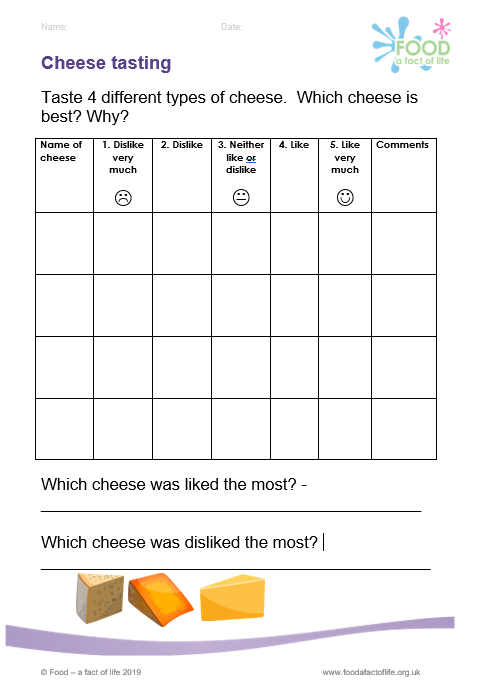 Name: Date:
FOOD
a fact of life
Cheese tasting
Taste 4 different types of cheese. Which cheese is
best? Why?
Name of cheese
1. Dislike very much
2. Dislike
3. Neither like or dislike
4. Like
5. Like very much
Comments
Which cheese was liked the most? -
Which cheese was disliked the most?
© Food – a fact of life 2019 www.foodafactoflife.org.uk